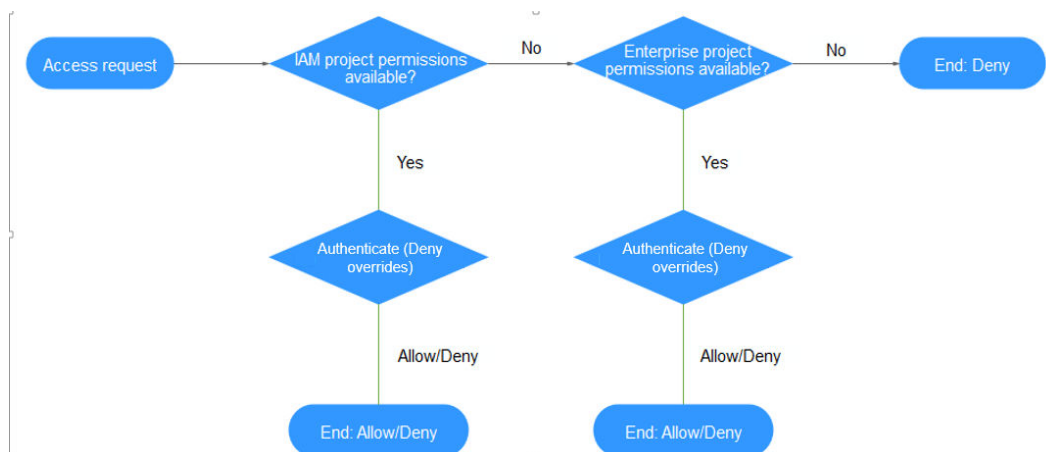 Access request
IAM project permissions
available?
No
Enterprise project
permissions available?
No
End: Deny
Yes
Yes
Authenticate (Deny
overrides)
Authenticate (Deny
overrides)
Allow/Deny
Allow/Deny
End: Allow/Deny
End: Allow/Deny